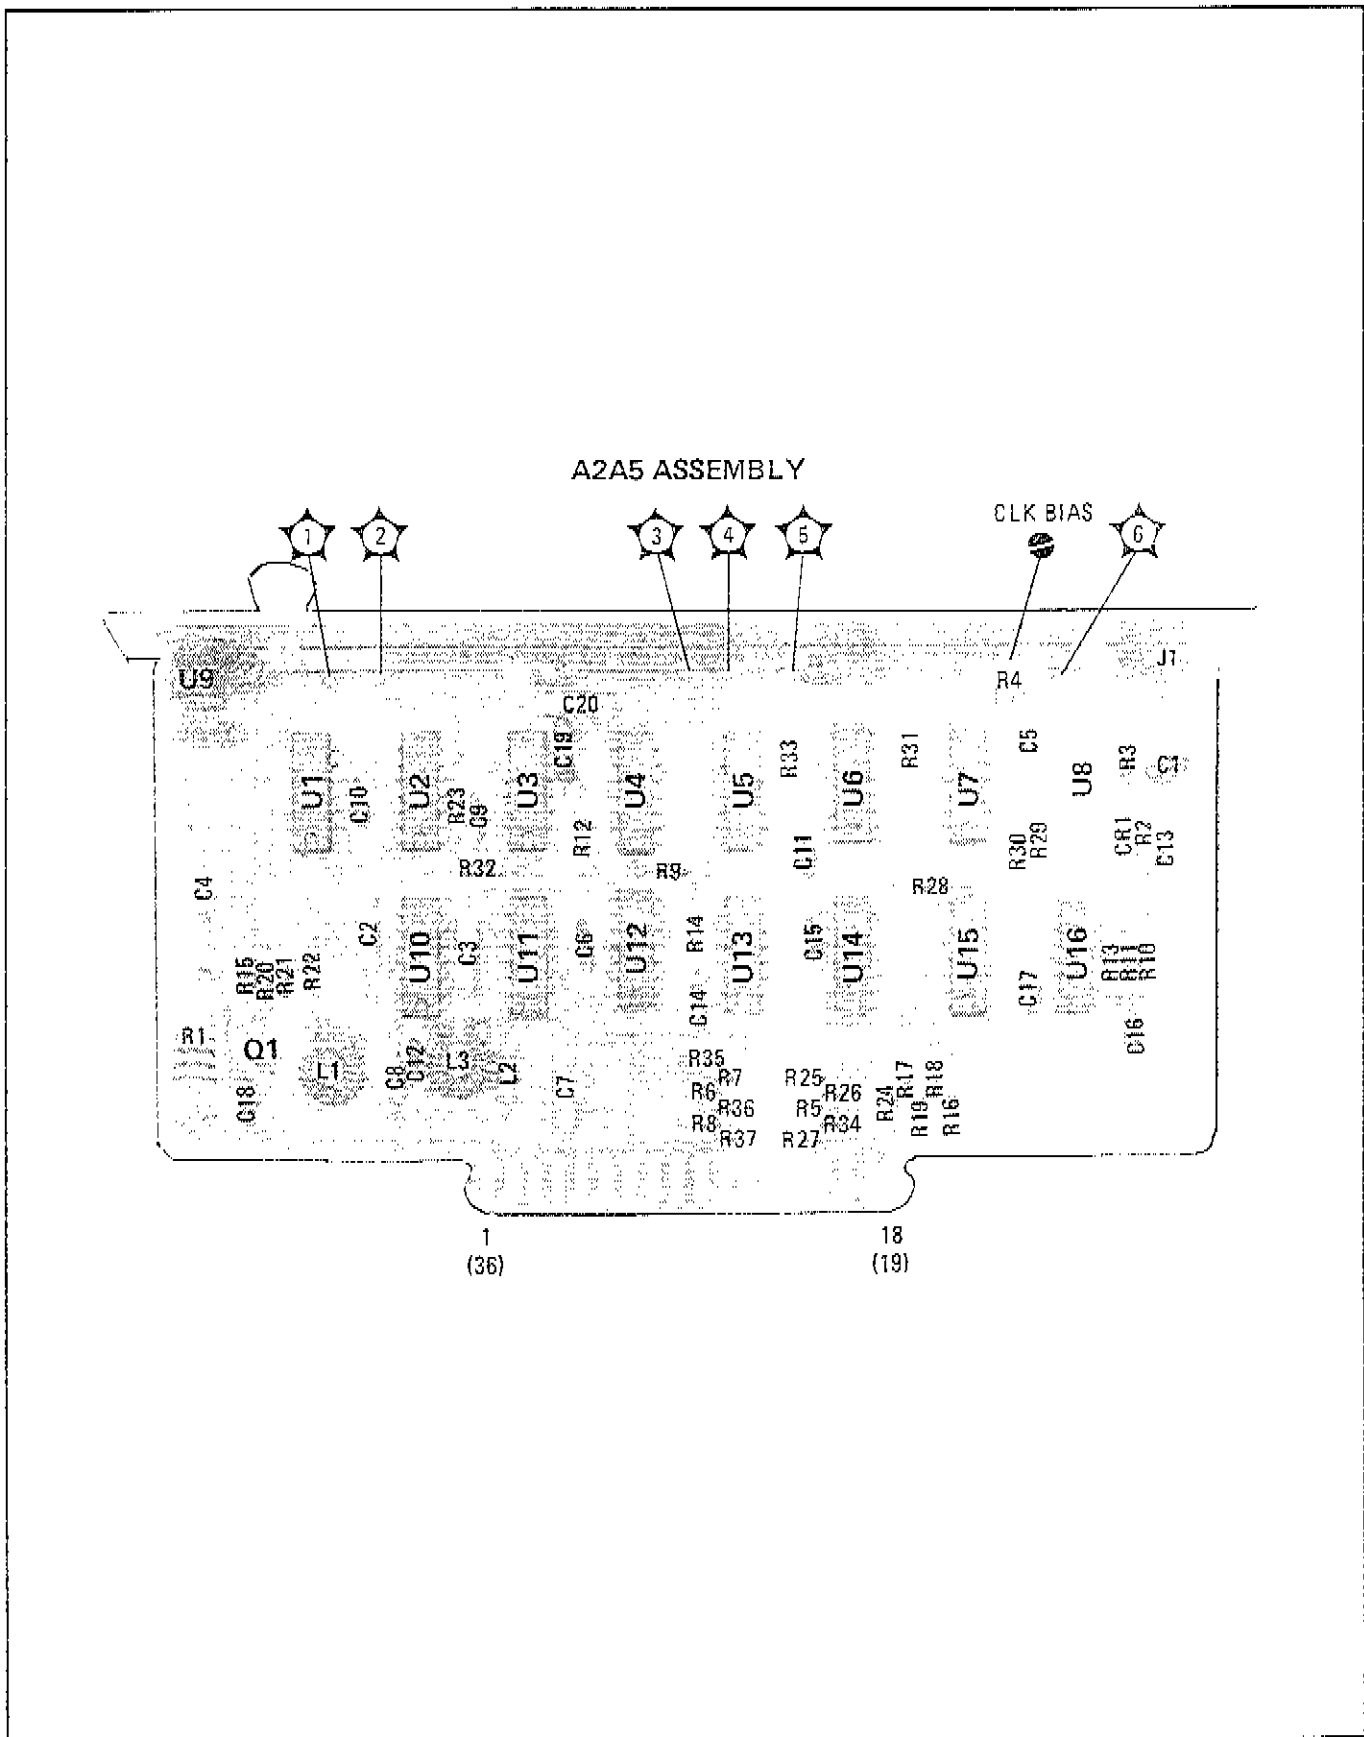 A2A5 ASSEMBLY
CLK BIAS
1 2 3 4 5 6
U9 R4 J1
C20
U1 C10 U2 R23 C9 U3 C19 R12 U4 U5 R33 C11 U6 R31 U7 C5 U8 R3 C1
R30 R29 CR1 R2 C13
R32 R9 R28
C4 C2 U10 C3 U11 C6 U12 R14 U13 C15 U14 U15 C17 U16 R13 R11 R10
R15 R20 R21 R22 C14 C16
R1 Q1 L1 C8 C12 L3 L2 C7 R35 R7 R25 R17 R18
C18 R6 R36 R5 R26 R24 R19 R16
R8 R37 R27 R34
1 18
(36) (19)